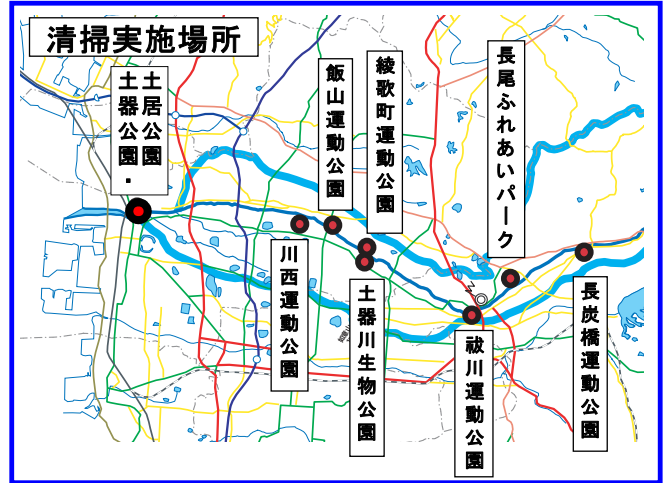 清掃実施場所
土居公園・
土器公園
飯山運動公園
綾歌町運動公園
長尾ふれあいパーク
川西運動公園
土器川生物公園
祓川運動公園
長炭橋運動公園